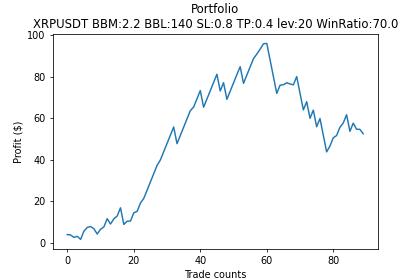 Portfolio
XRPUSDT BBM:2.2 BBL:140 SL:0.8 TP:0.4 lev:20 WinRatio:70.0
100
80
60
40
20
0
Profit ($)
0 20 40 60 80
Trade counts